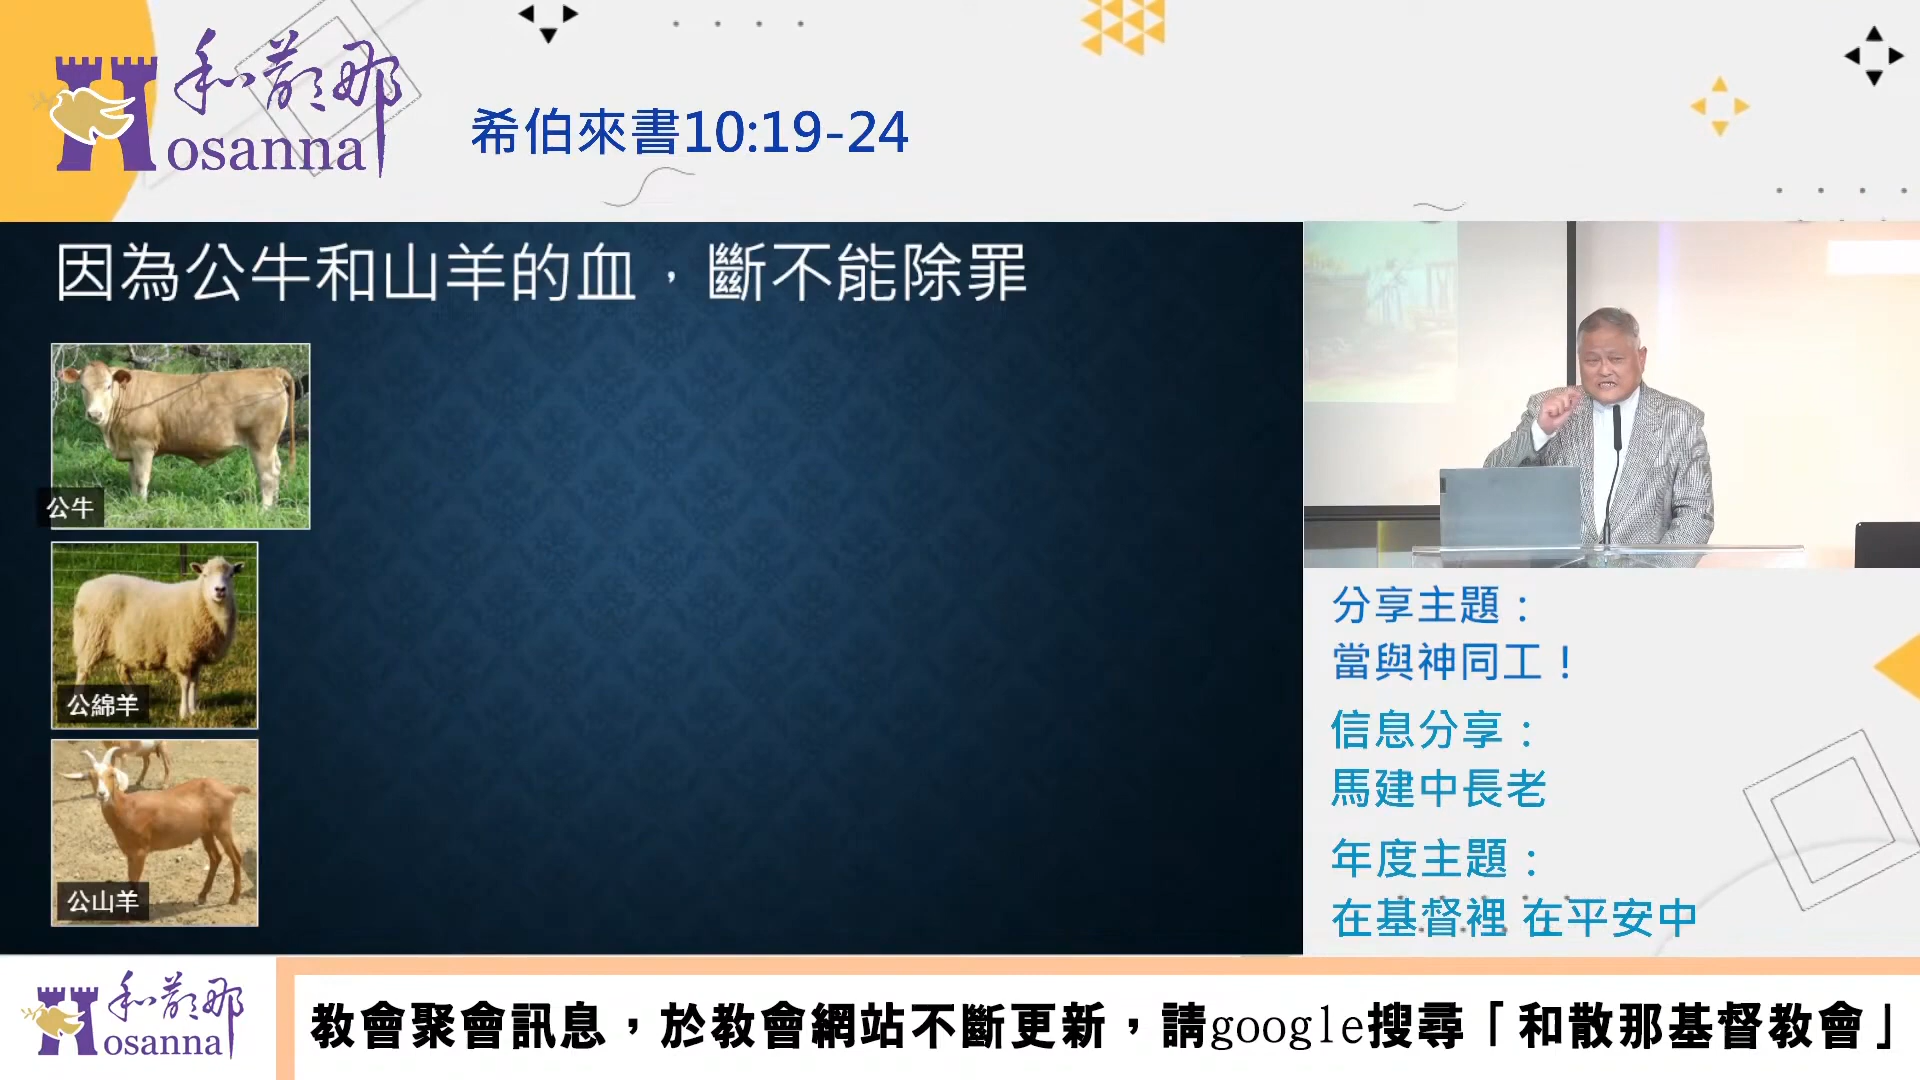 和散那
Hosanna
希伯來書10:19-24
因為公牛和山羊的血，斷不能除罪
公牛
公綿羊
公山羊
分享主題：
當與神同工！
信息分享：
馬建中長老
年度主題：
在基督裡 在平安中
和散那
Hosanna
教會聚會訊息，於教會網站不斷更新，請google搜尋「和散那基督教會」